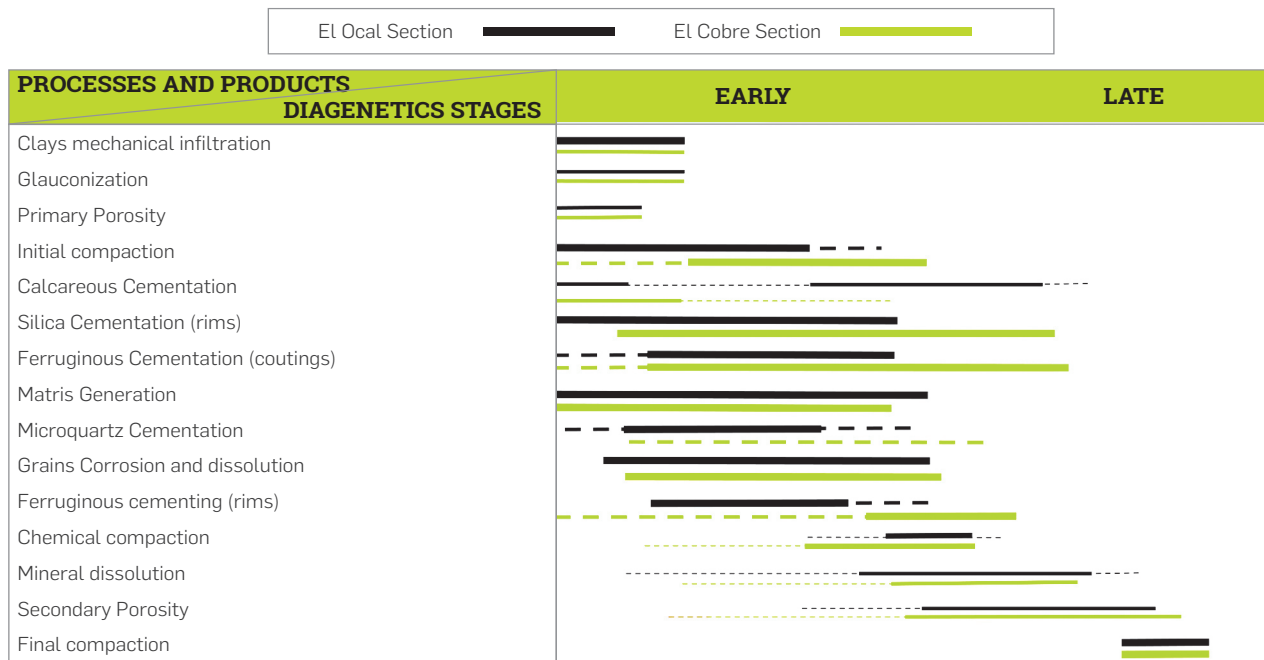 El Ocal Section El Cobre Section
PROCESSES AND PRODUCTS
DIAGENETICS STAGES
EARLY LATE
Clays mechanical infiltration
Glauconization
Primary Porosity
Initial compaction
Calcareous Cementation
Silica Cementation (rims)
Ferruginous Cementation (coutings)
Matris Generation
Microquartz Cementation
Grains Corrosion and dissolution
Ferruginous cementing (rims)
Chemical compaction
Mineral dissolution
Secondary Porosity
Final compaction